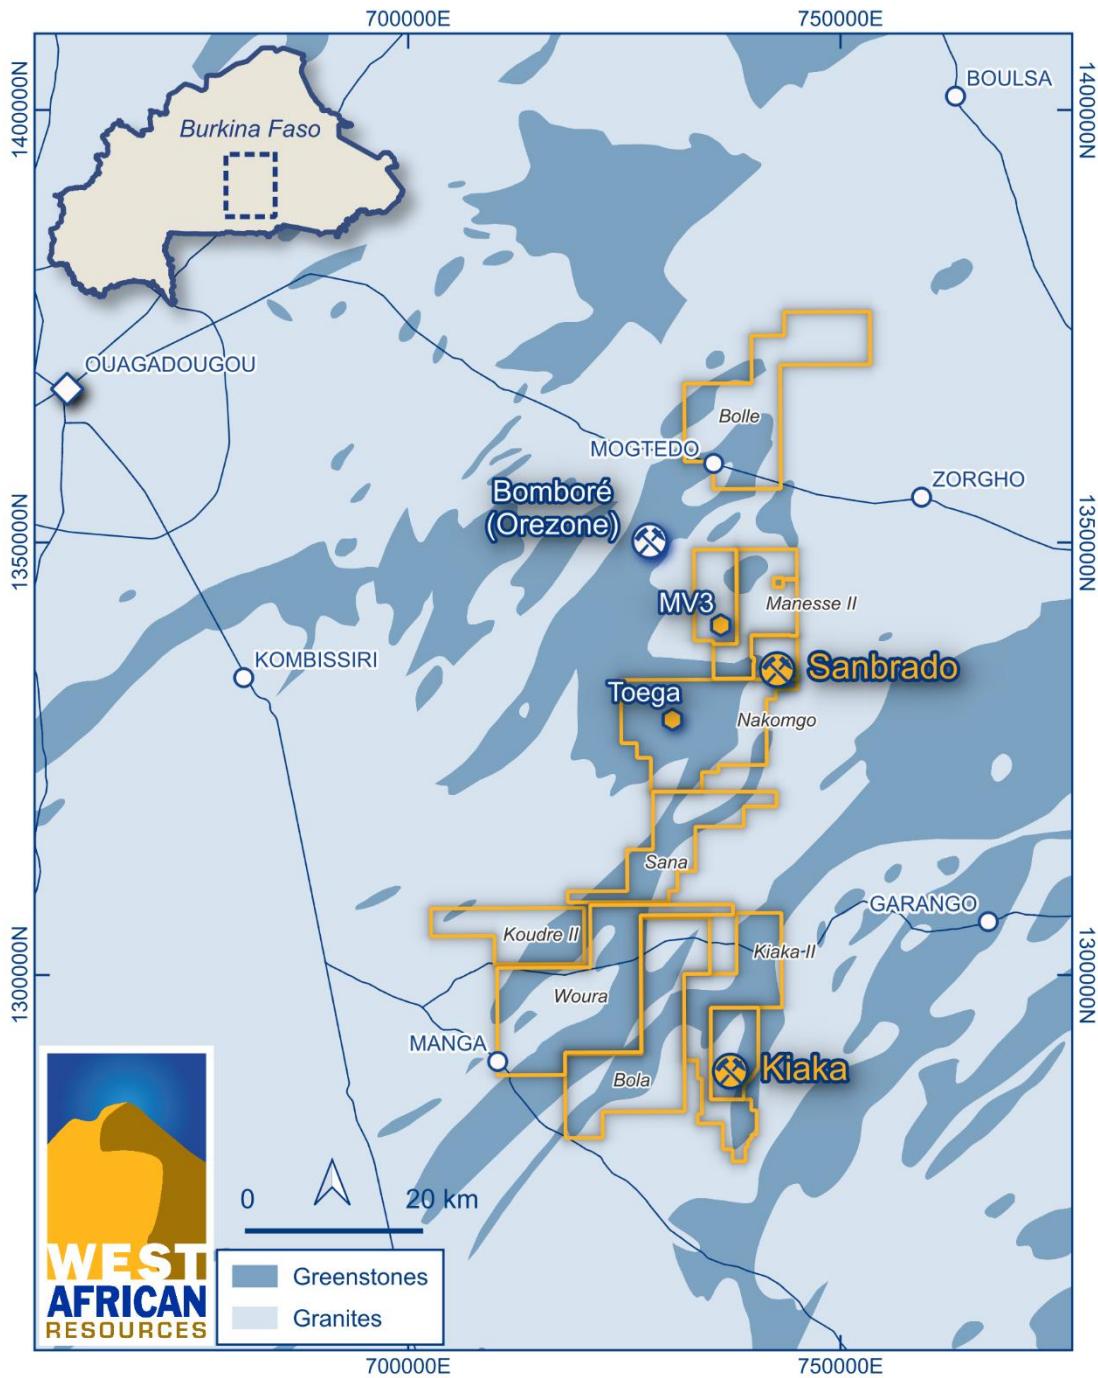 700000E
750000E
1400000N
1400000N
BOULSA
Burkina Faso
OUAGADOUGOU
Bolle
MOGTEDO
ZORGHO
Bomboré
(Orezone)
1350000N
1350000N
MV3
Manesse II
KOMBISSIRI
Sanbrado
Toega
Nakomgo
Sana
GARANGO
Koudre II
Kiaka II
1300000N
1300000N
Woura
MANGA
Bola
Kiaka
0
20 km
WEST
AFRICAN
RESOURCES
Greenstones
Granites
700000E
750000E